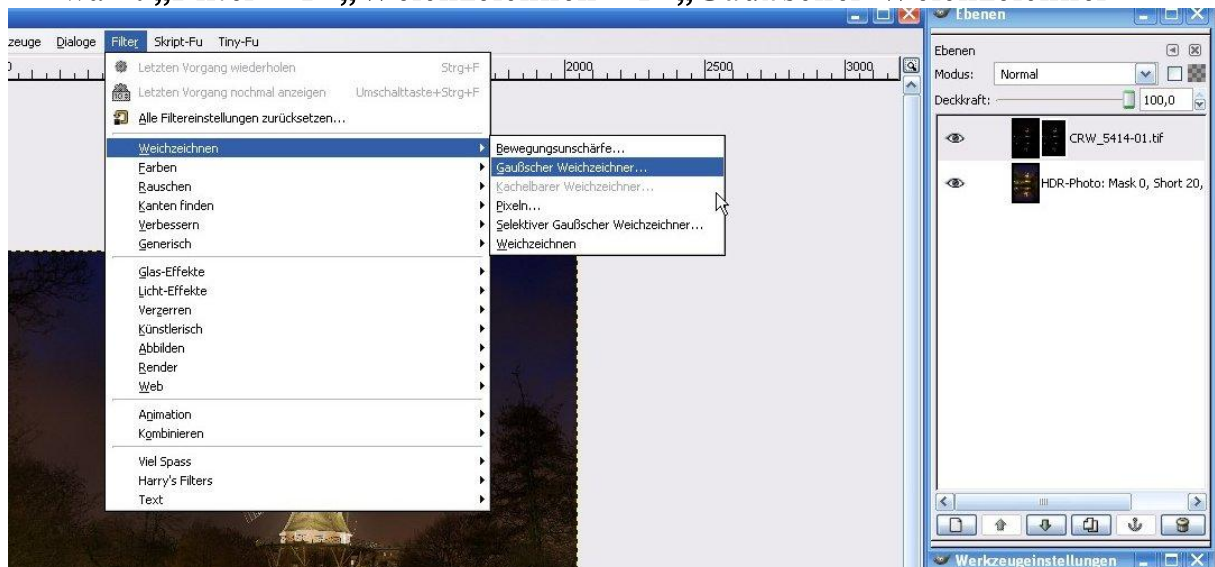 Ebenen
zeuge Dialoge Filter Skript-Fu Tiny-Fu
2000 2500 3000
Letzten Vorgang wiederholen Strg+F
Letzten Vorgang nochmal anzeigen Umschalttaste+Strg+F
Alle Filtereinstellungen zurücksetzen...
Weichzeichnen
Farben
Rauschen
Kanten finden
Verbessern
Generisch
Glas-Effekte
Licht-Effekte
Verzerren
Künstlerisch
Abbilden
Render
Web
Animation
Kombinieren
Viel Spass
Harry's Filters
Text
Bewegungsunschärfe...
Gaußscher Weichzeichner...
Kachelbarer Weichzeichner...
Pixeln...
Selektiver Gaußscher Weichzeichner...
Weichzeichnen
Ebenen
Modus: Normal
Deckkraft: 100,0
CRW_5414-01.tif
HDR-Photo: Mask 0, Short 20,
Werkzeugeinstellungen